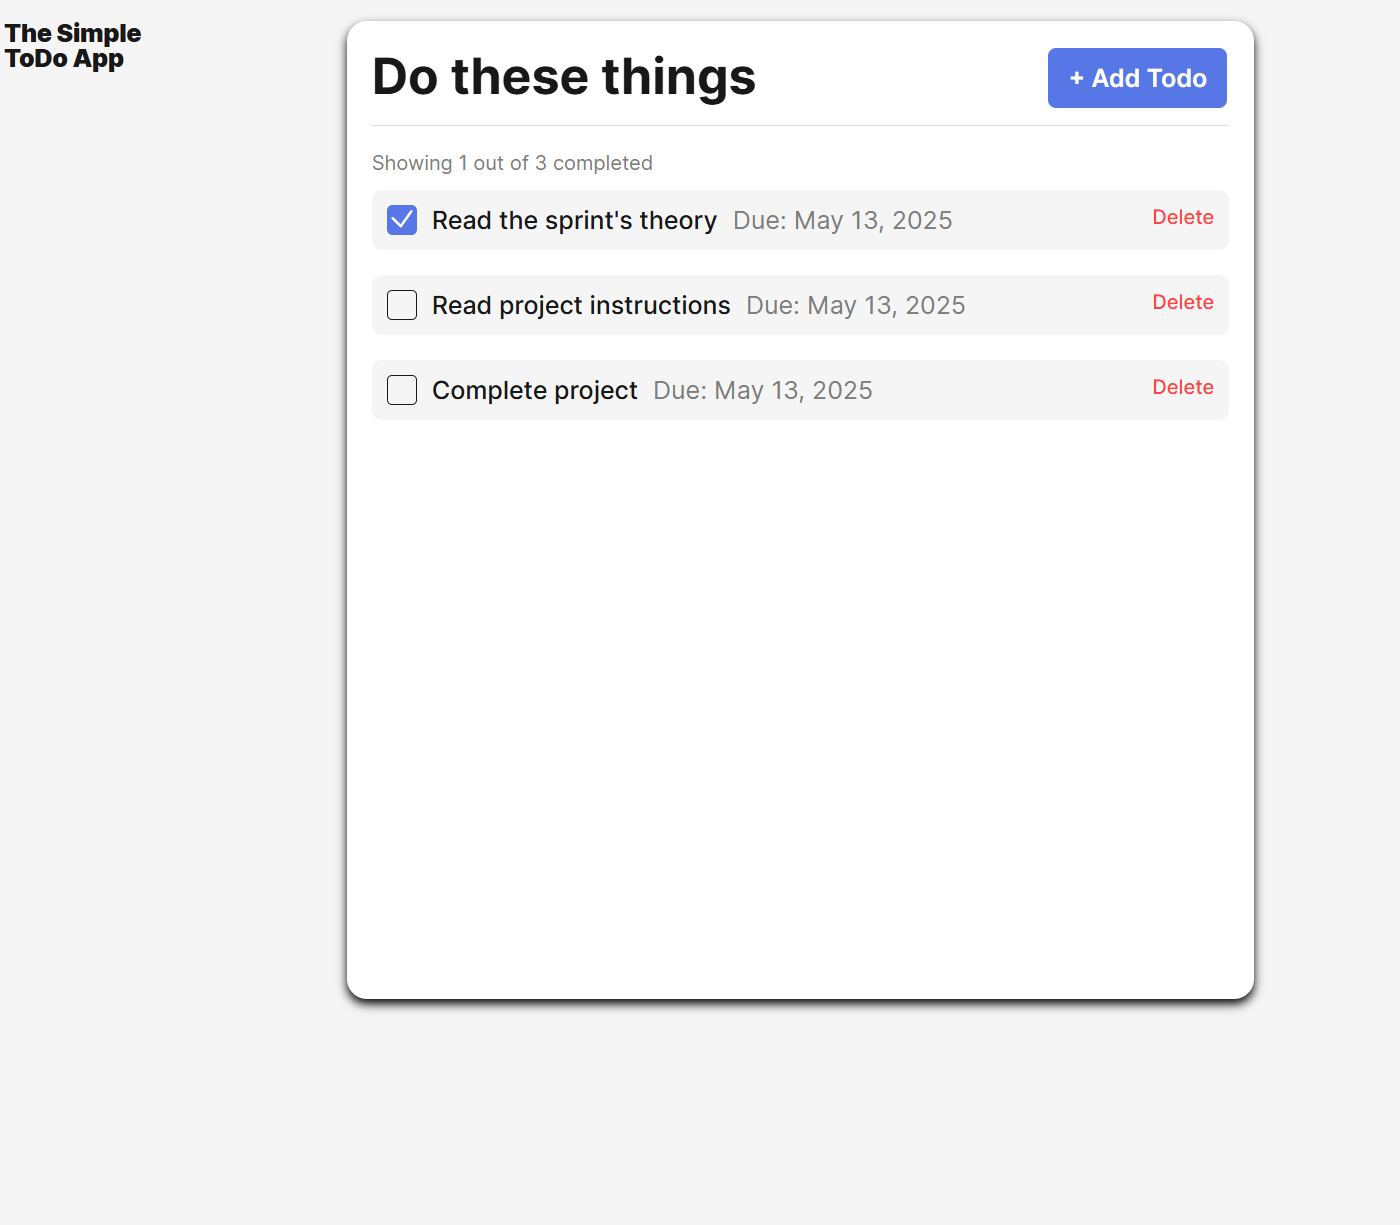 The Simple
ToDo App
Do these things
+ Add Todo
Showing 1 out of 3 completed
Read the sprint's theory Due: May 13, 2025 Delete
Read project instructions Due: May 13, 2025 Delete
Complete project Due: May 13, 2025 Delete